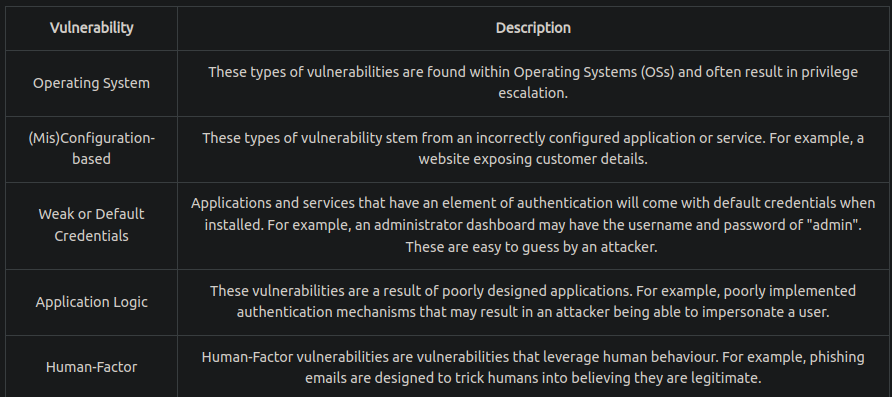 Vulnerability
Description
Operating System
These types of vulnerabilities are found within Operating Systems (OSs) and often result in privilege
escalation.
(Mis)Configuration-
based
These types of vulnerability stem from an incorrectly configured application or service. For example, a
website exposing customer details.
Weak or Default
Credentials
Applications and services that have an element of authentication will come with default credentials when
installed. For example, an administrator dashboard may have the username and password of "admin".
These are easy to guess by an attacker.
Application Logic
These vulnerabilities are a result of poorly designed applications. For example, poorly implemented
authentication mechanisms that may result in an attacker being able to impersonate a user.
Human-Factor
Human-Factor vulnerabilities are vulnerabilities that leverage human behaviour. For example, phishing
emails are designed to trick humans into believing they are legitimate.